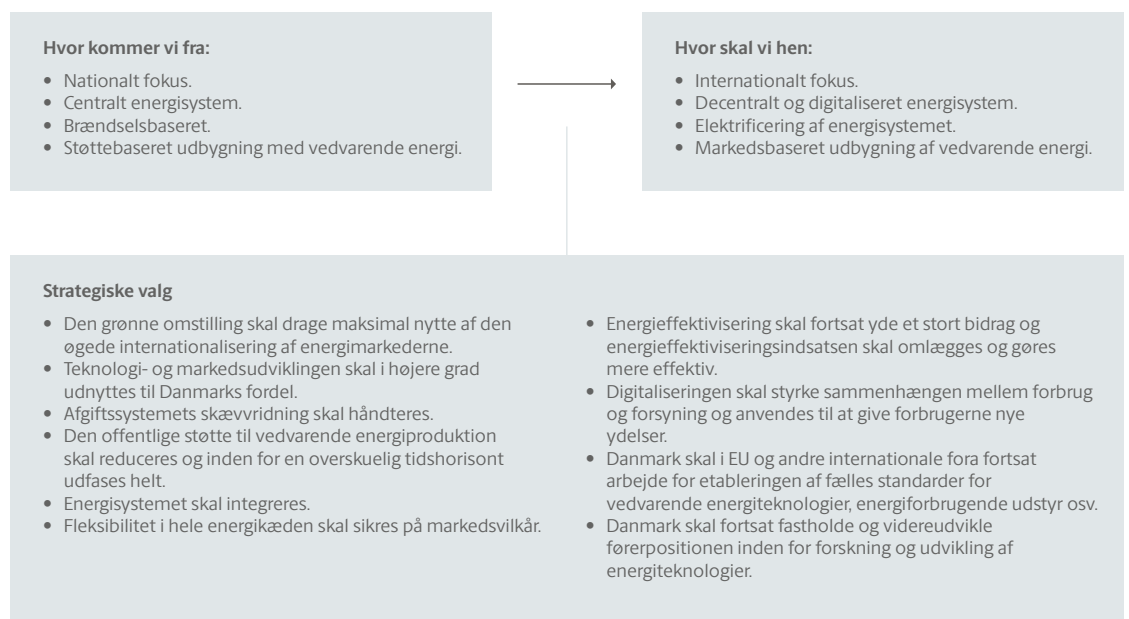 Hvor kommer vi fra:
• Nationalt fokus.
• Centralt energisystem.
• Brændselsbaseret.
• Støttebaseret udbygning med vedvarende energi.
Hvor skal vi hen:
• Internationalt fokus.
• Decentralt og digitaliseret energisystem.
• Elektrificering af energisystemet.
• Markedsbaseret udbygning af vedvarende energi.
Strategiske valg
• Den grønne omstilling skal drage maksimal nytte af den
øgede internationalisering af energimarkederne.
• Teknologi- og markedsudviklingen skal i højere grad
udnyttes til Danmarks fordel.
• Afgiftssystemets skævvridning skal håndteres.
• Den offentlige støtte til vedvarende energiproduktion
skal reduceres og inden for en overskuelig tidshorisont
udfases helt.
• Energisystemet skal integreres.
• Fleksibilitet i hele energikæden skal sikres på markedsvilkår.
• Energieffektivisering skal fortsat yde et stort bidrag og
energieffektiviseringsindsatsen skal omlægges og gøres
mere effektiv.
• Digitaliseringen skal styrke sammenhængen mellem forbrug
og forsyning og anvendes til at give forbrugerne nye
ydelser.
• Danmark skal i EU og andre internationale fora fortsat
arbejde for etableringen af fælles standarder for
vedvarende energiteknologier, energiforbrugende udstyr osv.
• Danmark skal fortsat fastholde og videreudvikle
førerpositionen inden for forskning og udvikling af
energiteknologier.